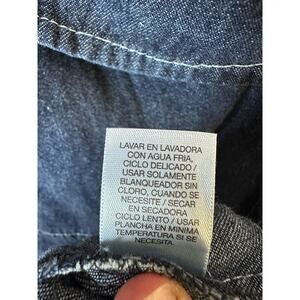 LAVAR EN LAVADORA
CON AGUA FRIA,
CICLO DELICADO /
USAR SOLAMENTE
BLANQUEADOR SIN
CLORO, CUANDO SE
NECESITE / SECAR
EN SECADORA
CICLO LENTO / USAR
PLANCHA EN MINIMA
TEMPERATURA SI SE
NECESITA.